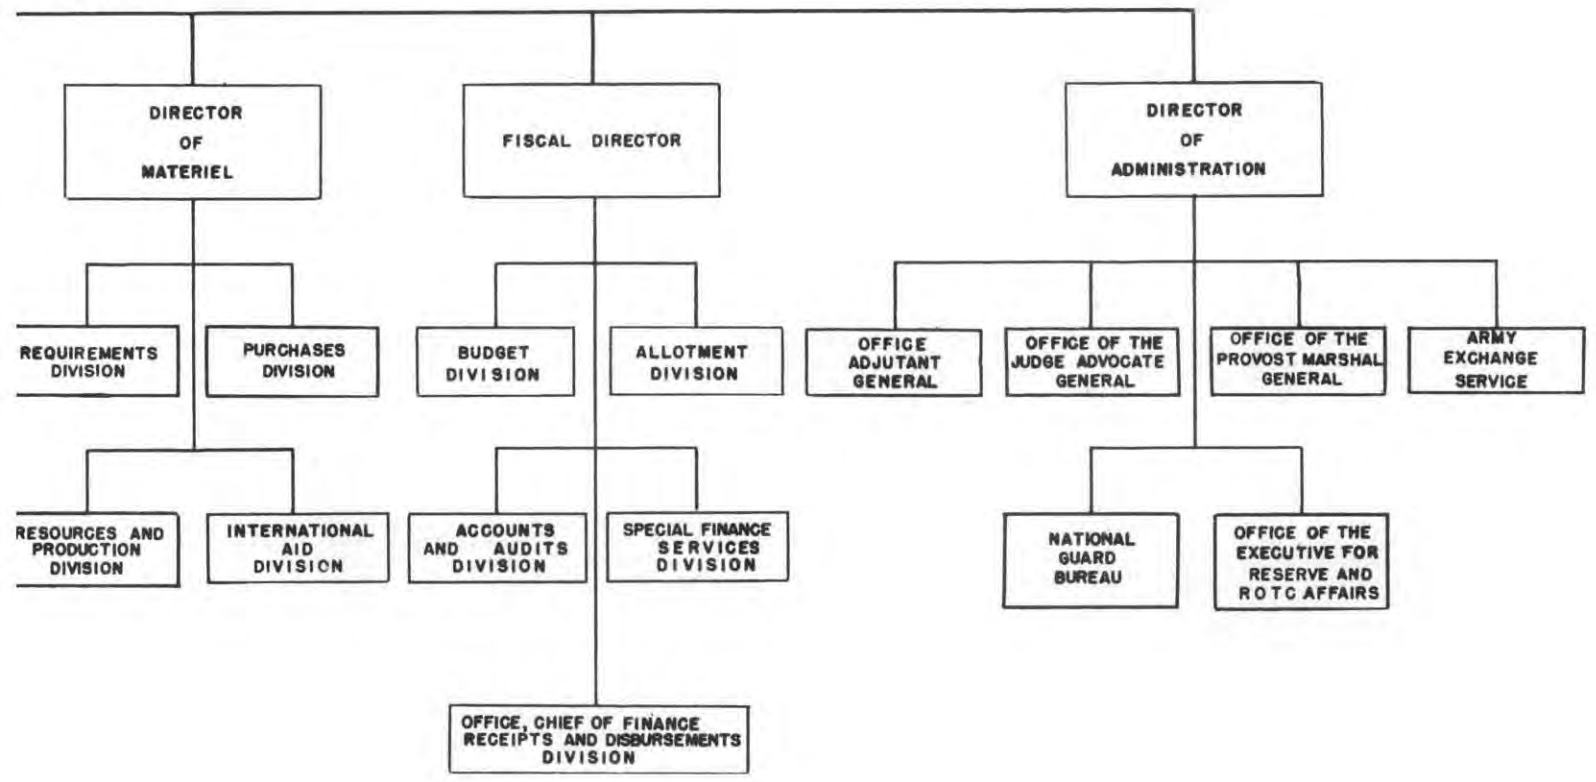 DIRECTOR
OF
MATERIEL
FISCAL DIRECTOR
DIRECTOR
OF
ADMINISTRATION
REQUIREMENTS
DIVISION
PURCHASES
DIVISION
BUDGET
DIVISION
ALLOTMENT
DIVISION
OFFICE
ADJUTANT
GENERAL
OFFICE OF THE
JUDGE ADVOCATE
GENERAL
OFFICE OF THE
PROVOST MARSHAL
GENERAL
ARMY
EXCHANGE
SERVICE
RESOURCES AND
PRODUCTION
DIVISION
INTERNATIONAL
AID
DIVISION
ACCOUNTS
AND AUDITS
DIVISION
SPECIAL FINANCE
SERVICES
DIVISION
NATIONAL
GUARD
BUREAU
OFFICE OF THE
EXECUTIVE FOR
RESERVE AND
ROTC AFFAIRS
OFFICE, CHIEF OF FINANCE
RECEIPTS AND DISBURSEMENTS
DIVISION